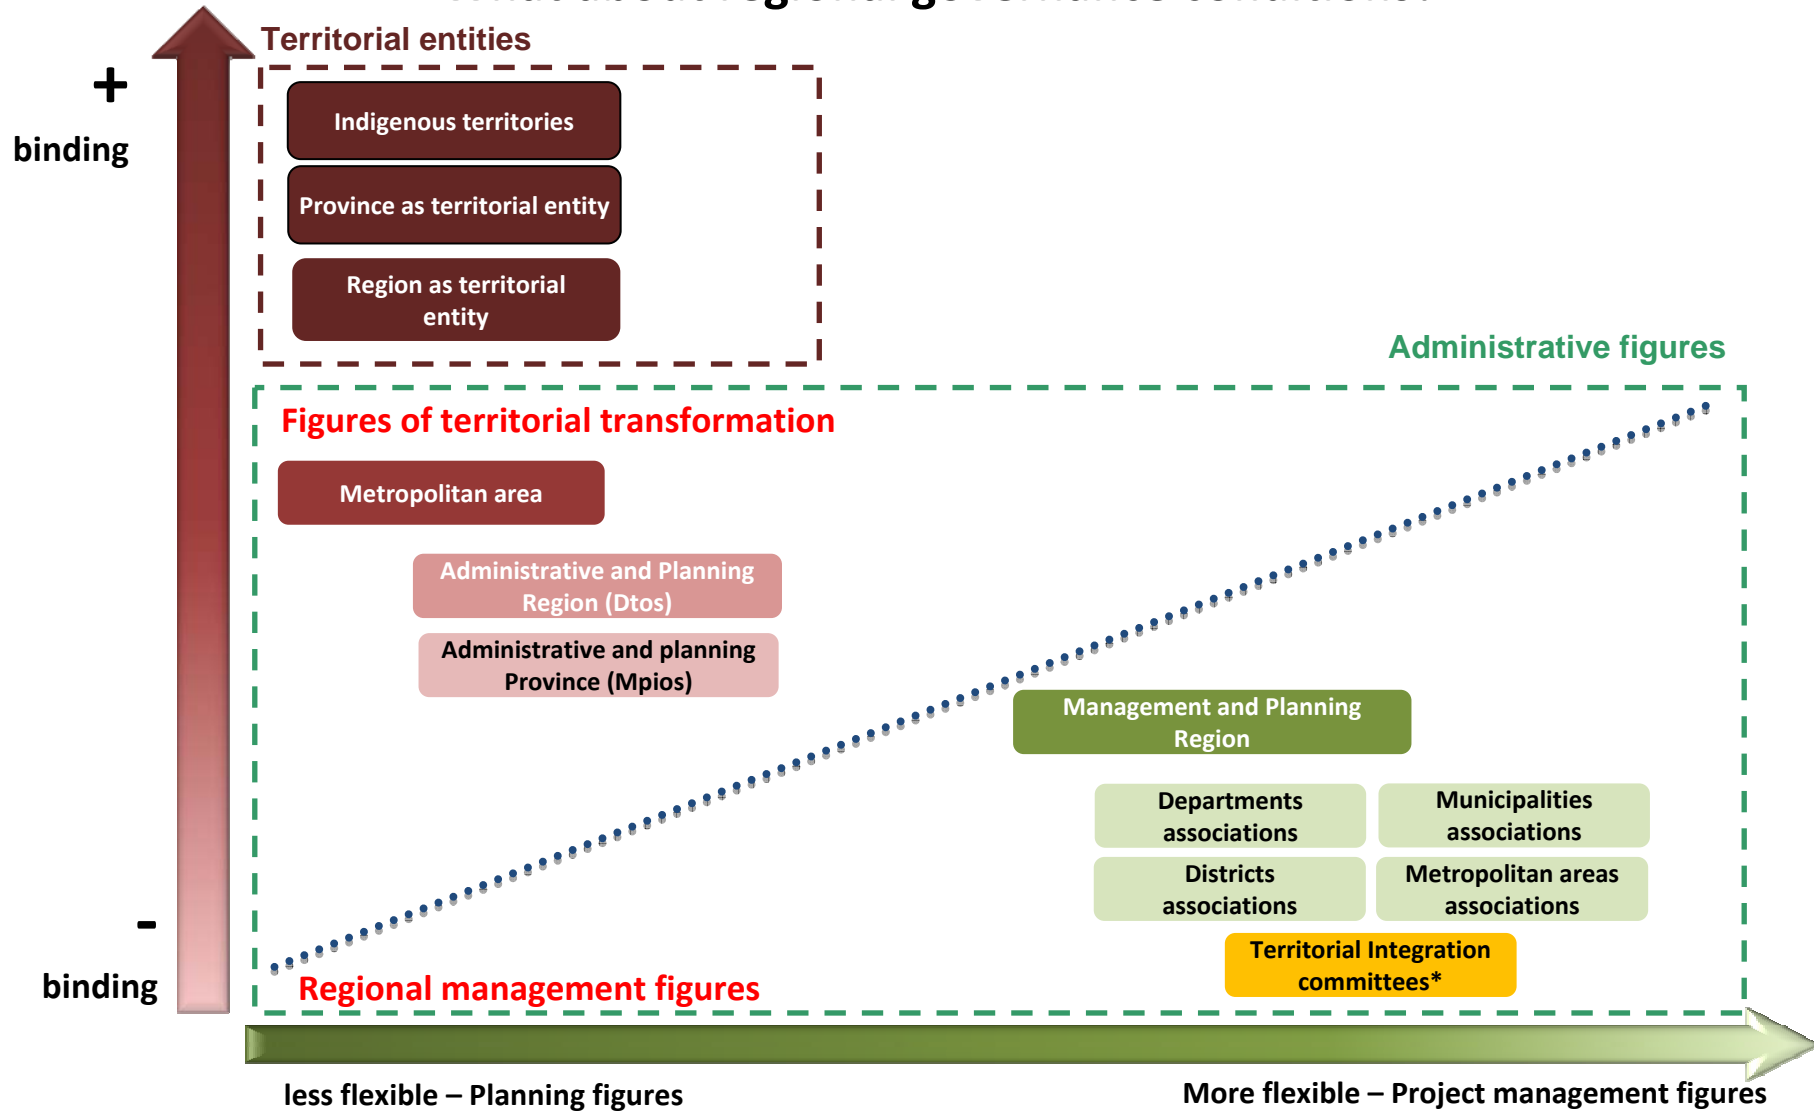 Territorial entities
+
binding
Indigenous territories
Province as territorial entity
Region as territorial
entity
Administrative figures
Figures of territorial transformation
Metropolitan area
Administrative and Planning
Region (Dtos)
Administrative and planning
Province (Mpios)
Management and Planning
Region
Departments
associations
Municipalities
associations
Districts
associations
Metropolitan areas
associations
Territorial Integration
committees*
-
binding
Regional management figures
less flexible – Planning figures
More flexible – Project management figures